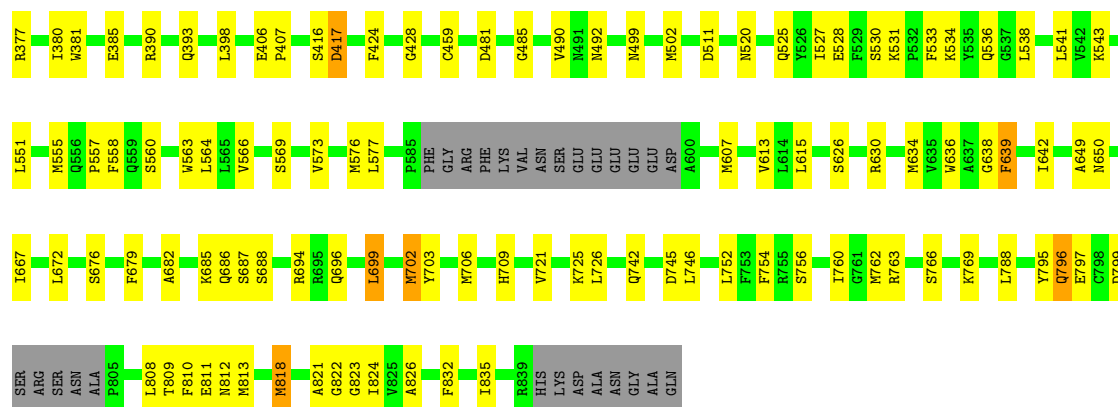 R377 I380 W381 E385 R390 Q393 L398 E406 P407 S416 D417 F424 G428 C459 D481 G485 V490 N491 N492 N499 M502 D511 N520 Q525 Y526 I527 E528 F529 S530 K531 P532 F533 K534 Y535 Q536 G537 L538 L541 V542 K543
L551 M555 Q556 P557 F558 Q559 S560 W563 L564 L565 V566 S569 V573 M576 L577 P585 PHE GLY ARG PHE LYS VAL ASN SER GLU GLU GLU GLU GLU ASP A600 M607 V613 L614 L615 S626 R630 M634 V635 W636 A637 G638 F639 I642 A649 N650
I667 L672 S676 F679 A682 K685 Q686 S687 S688 R694 R695 Q696 L699 M702 Y703 M706 H709 V721 K725 L726 Q742 D745 L746 L752 F753 F754 R755 S756 I760 G761 M762 R763 S766 K769 L788 Y795 Q796 E797 C798 D799
SER ARG SER ASN ALA P805 L808 T809 F810 E811 N812 M813 M818 A821 G822 G823 I824 V825 A826 F832 I835 R839 HIS LYS ASP ALA ASN GLY ALA GLN